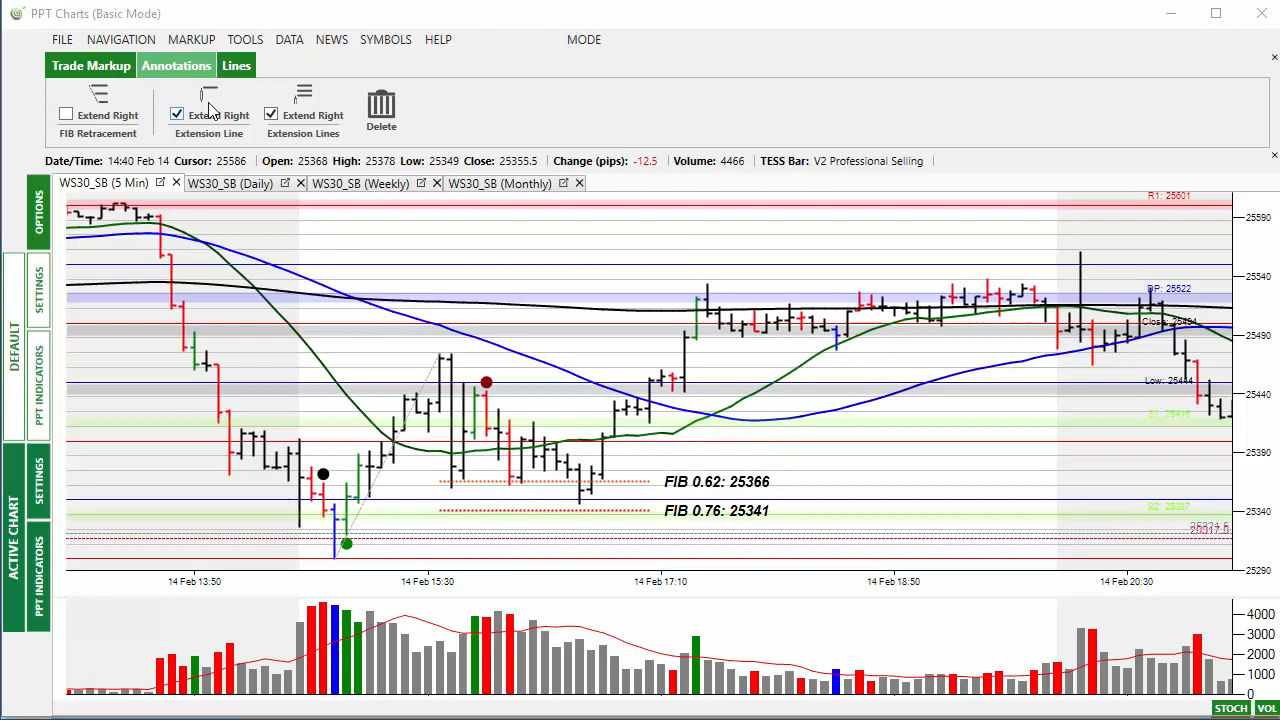 PPT Charts (Basic Mode)
FILE NAVIGATION MARKUP TOOLS DATA NEWS SYMBOLS HELP MODE
Trade Markup Annotations Lines
Extend Right Extend Right Extend Right
FIB Retracement Extension Line Extension Lines Delete
Date/Time: 14:40 Feb 14 Cursor: 25586 Open: 25368 High: 25378 Low: 25349 Close: 25355.5 Change (pips): -12.5 Volume: 4466 TESS Bar: V2 Professional Selling
WS30_SB (5 Min) WS30_SB (Daily) WS30_SB (Weekly) WS30_SB (Monthly)
OPTIONS
SETTINGS
DEFAULT
PPT INDICATORS
SETTINGS
ACTIVE CHART
PPT INDICATORS
R1: 25601
25590
25540
DP: 25522
25490
Low: 25444
25440
25390
FIB 0.62: 25366
FIB 0.76: 25341
S2: 25337
25340
25290
14 Feb 13:50 14 Feb 15:30 14 Feb 17:10 14 Feb 18:50 14 Feb 20:30
4000
3000
2000
1000
0
STOCH VOL